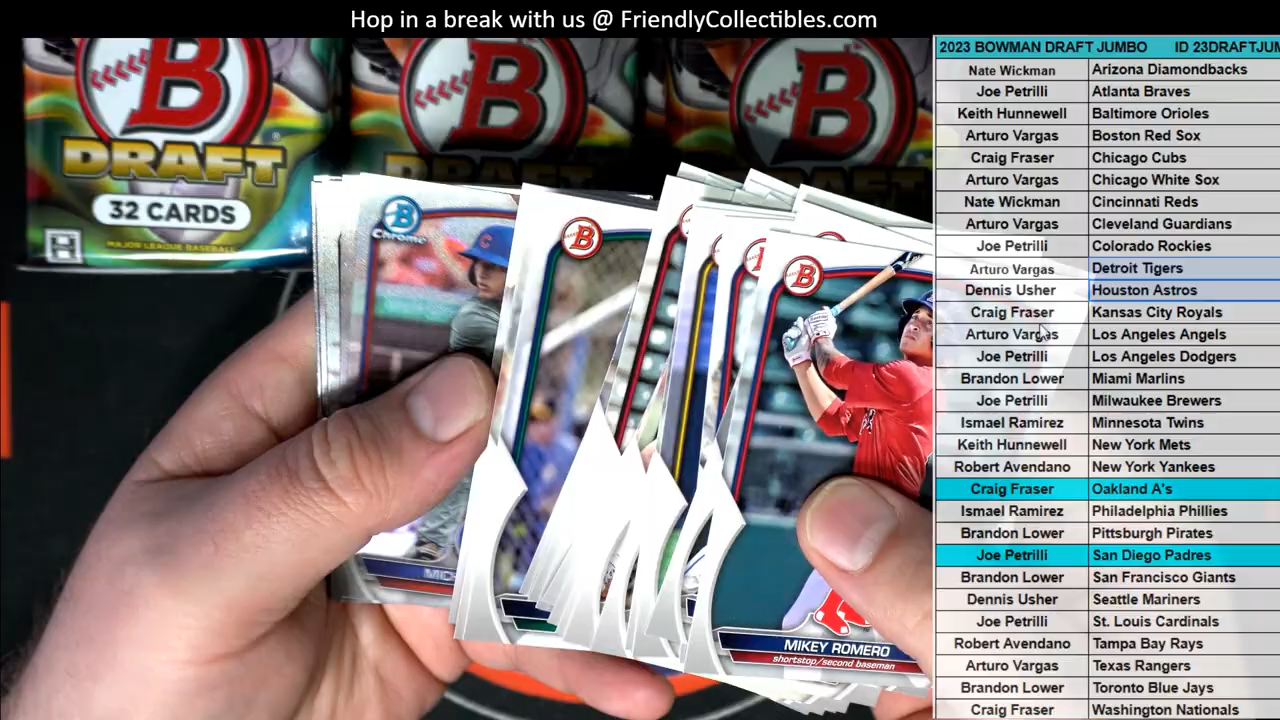 Hop in a break with us @ FriendlyCollectibles.com
2023 BOWMAN DRAFT JUMBO ID 23DRAFTJUM
Nate Wickman Arizona Diamondbacks
Joe Petrilli Atlanta Braves
Keith Hunnewell Baltimore Orioles
Arturo Vargas Boston Red Sox
Craig Fraser Chicago Cubs
Arturo Vargas Chicago White Sox
Nate Wickman Cincinnati Reds
Arturo Vargas Cleveland Guardians
Joe Petrilli Colorado Rockies
Arturo Vargas Detroit Tigers
Dennis Usher Houston Astros
Craig Fraser Kansas City Royals
Arturo Vargas Los Angeles Angels
Joe Petrilli Los Angeles Dodgers
Brandon Lower Miami Marlins
Joe Petrilli Milwaukee Brewers
Ismael Ramirez Minnesota Twins
Keith Hunnewell New York Mets
Robert Avendano New York Yankees
Craig Fraser Oakland A's
Ismael Ramirez Philadelphia Phillies
Brandon Lower Pittsburgh Pirates
Joe Petrilli San Diego Padres
Brandon Lower San Francisco Giants
Dennis Usher Seattle Mariners
Joe Petrilli St. Louis Cardinals
Robert Avendano Tampa Bay Rays
Arturo Vargas Texas Rangers
Brandon Lower Toronto Blue Jays
Craig Fraser Washington Nationals
B
DRAFT
32 CARDS
MAJOR LEAGUE BASEBALL
B
DRAFT
B
B
Chrome
B
B
C
MIKEY ROMERO
shortstop/second baseman